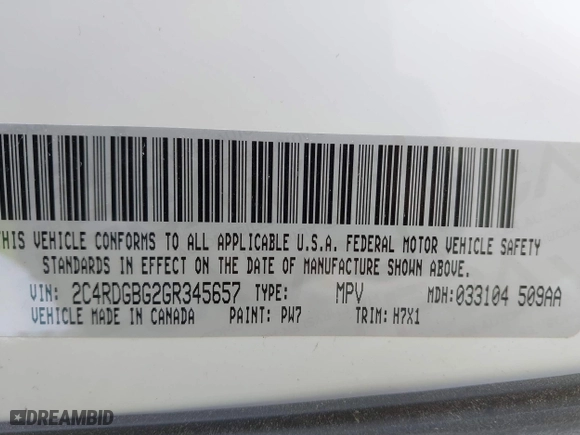 THIS VEHICLE CONFORMS TO ALL APPLICABLE U.S.A. FEDERAL MOTOR VEHICLE SAFETY
STANDARDS IN EFFECT ON THE DATE OF MANUFACTURE SHOWN ABOVE.
VIN: 2C4RDGBG2GR345657 TYPE: MPV MDH:033104 509AA
VEHICLE MADE IN CANADA PAINT: PW7 TRIM: H7X1
DREAMBID